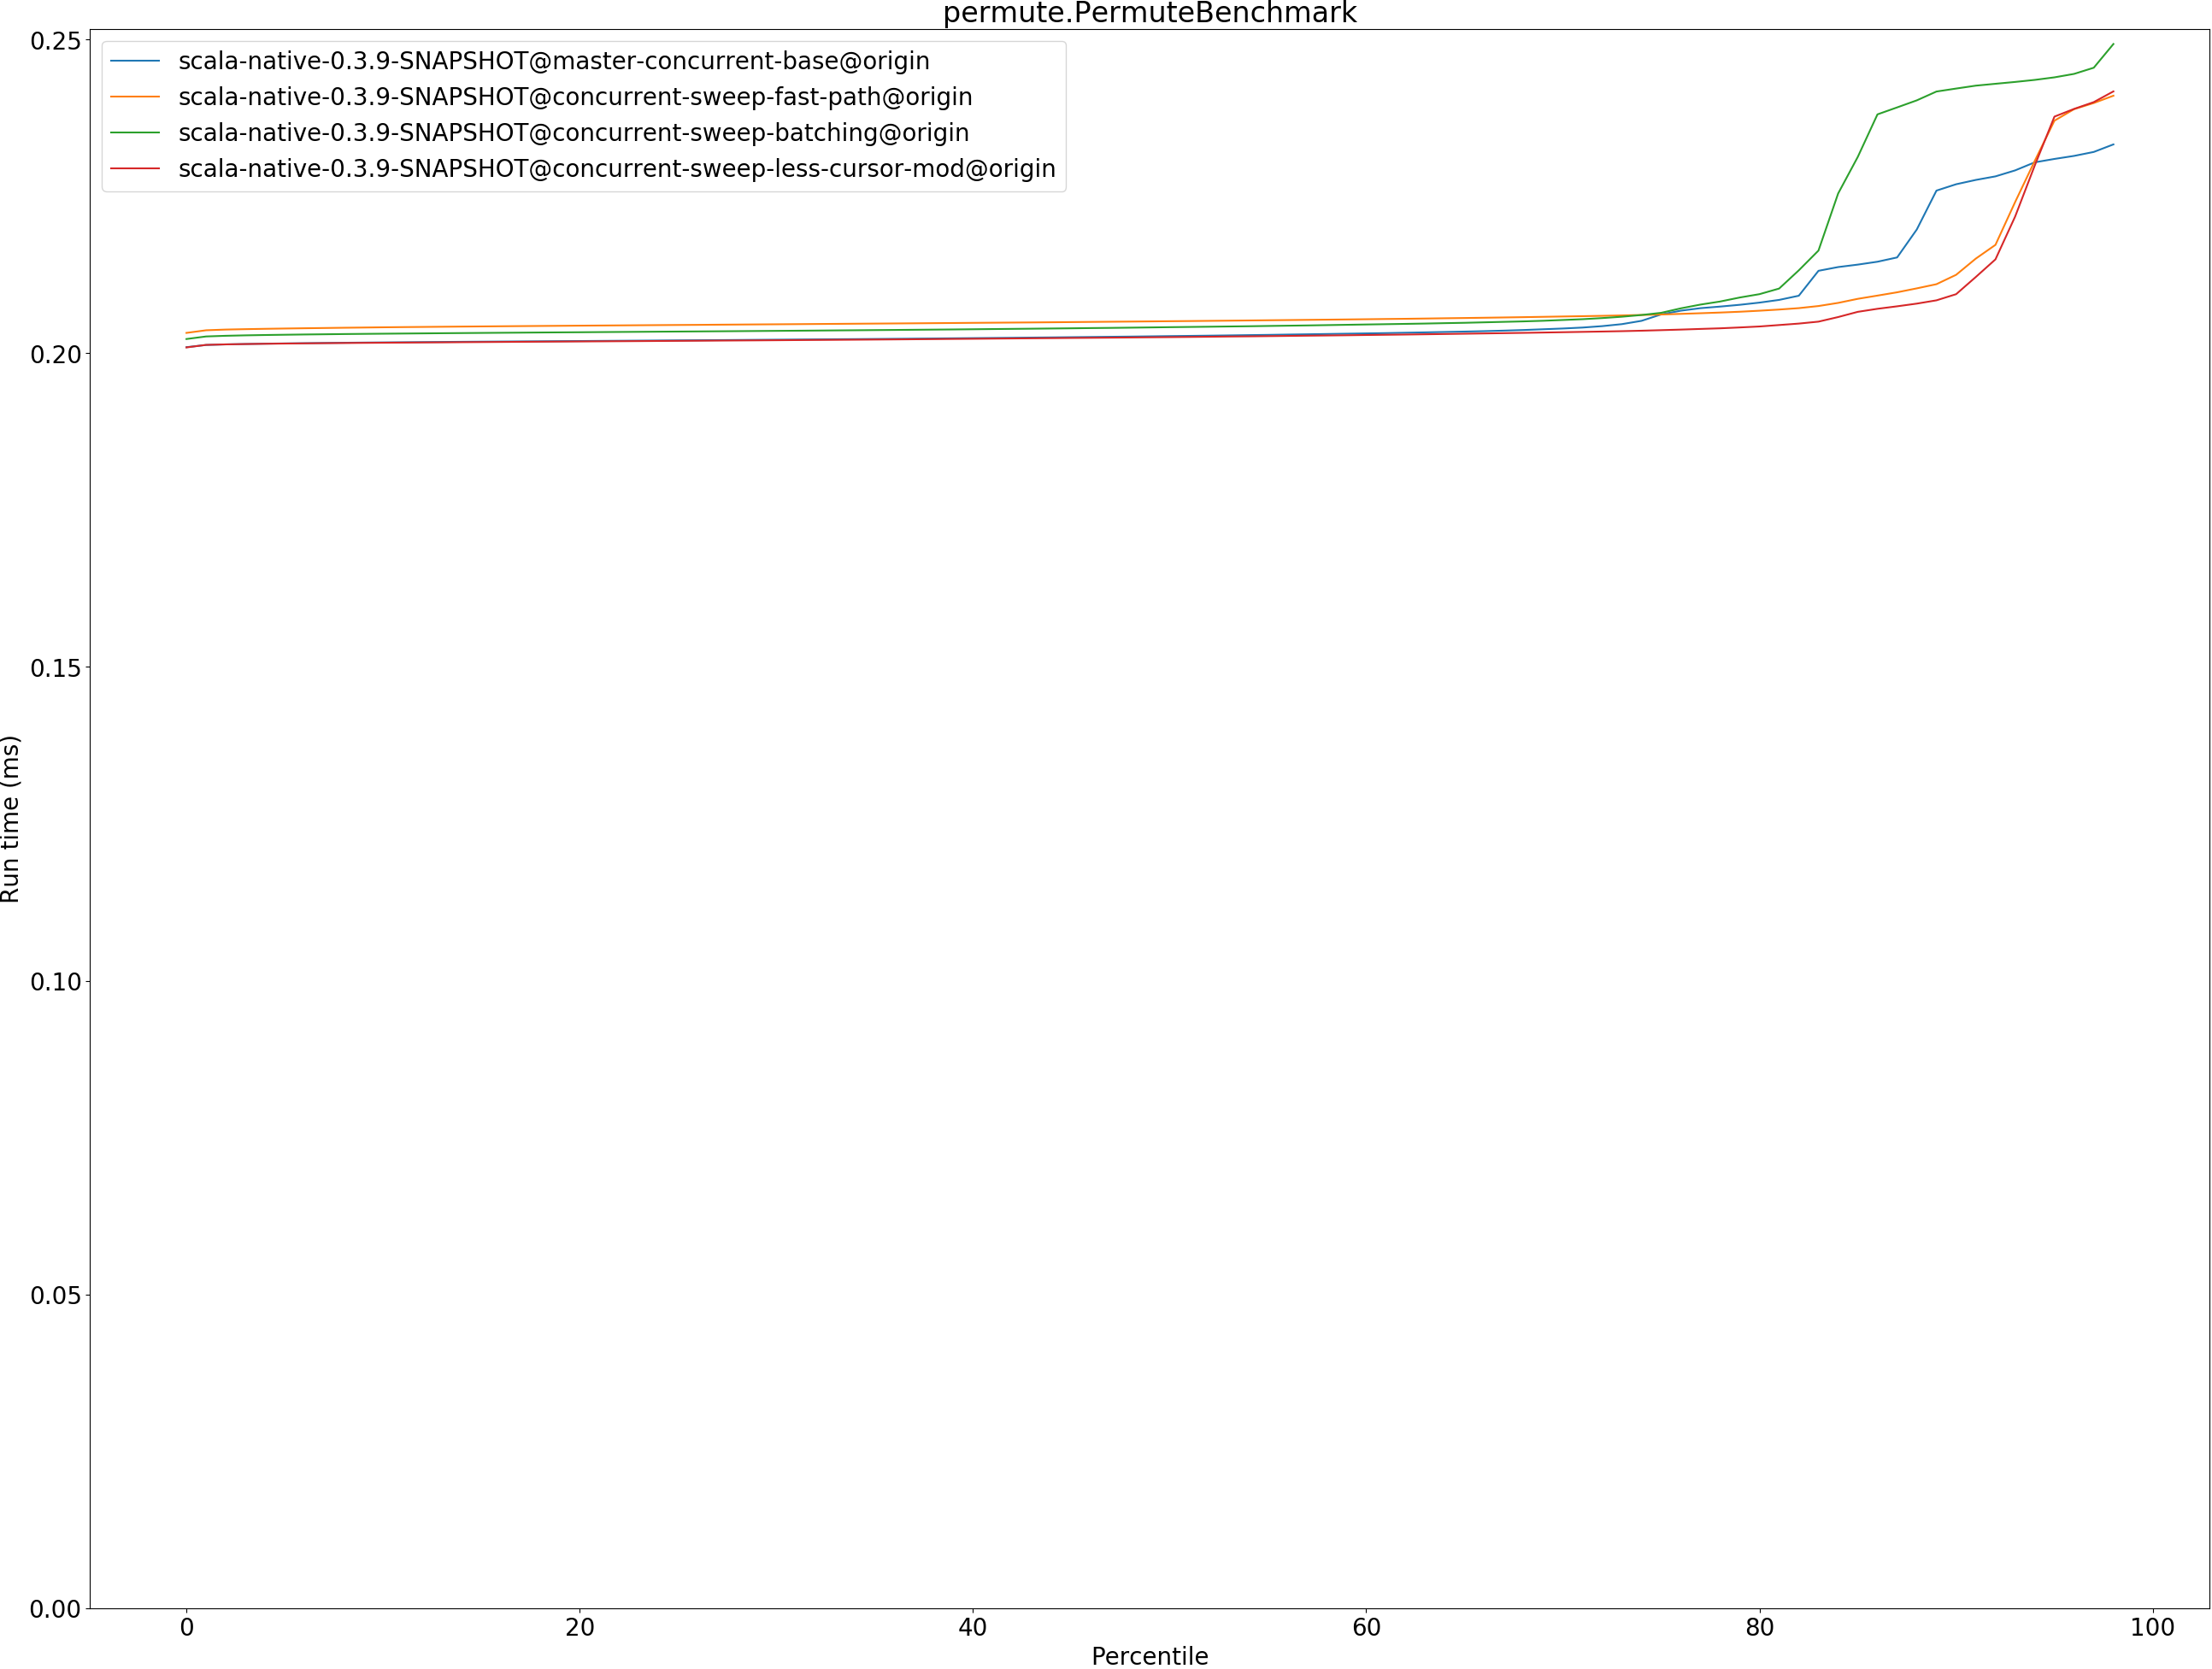 permute.PermuteBenchmark
scala-native-0.3.9-SNAPSHOT@master-concurrent-base@origin
scala-native-0.3.9-SNAPSHOT@concurrent-sweep-fast-path@origin
scala-native-0.3.9-SNAPSHOT@concurrent-sweep-batching@origin
scala-native-0.3.9-SNAPSHOT@concurrent-sweep-less-cursor-mod@origin
0.25
0.20
0.15
0.10
0.05
0.00
Run time (ms)
0 20 40 60 80 100
Percentile